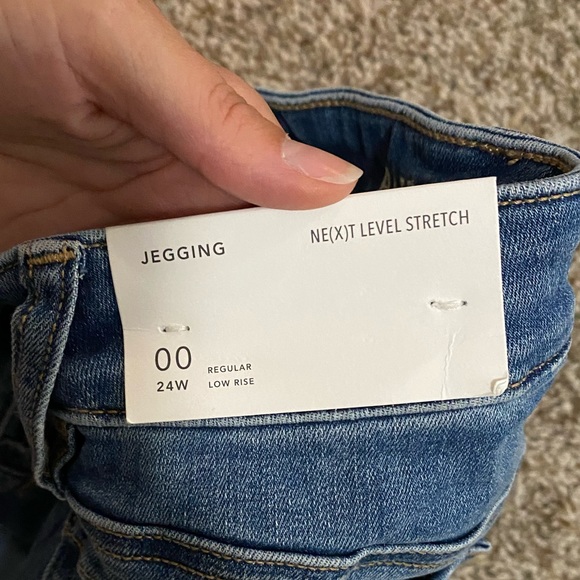 JEGGING
NE(X)T LEVEL STRETCH
00
24W
REGULAR
LOW RISE